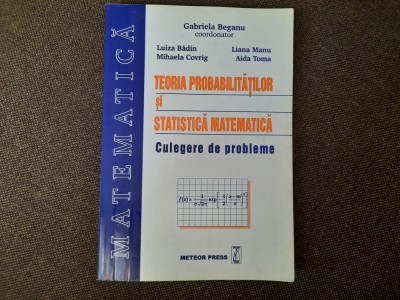 MATEMATICĂ
Gabriela Beganu
coordonator
Luiza Bădin Liana Manu
Mihaela Covrig Aida Toma
TEORIA PROBABILITĂȚILOR
și
STATISTICĂ MATEMATICĂ
Culegere de probleme
METEOR PRESS